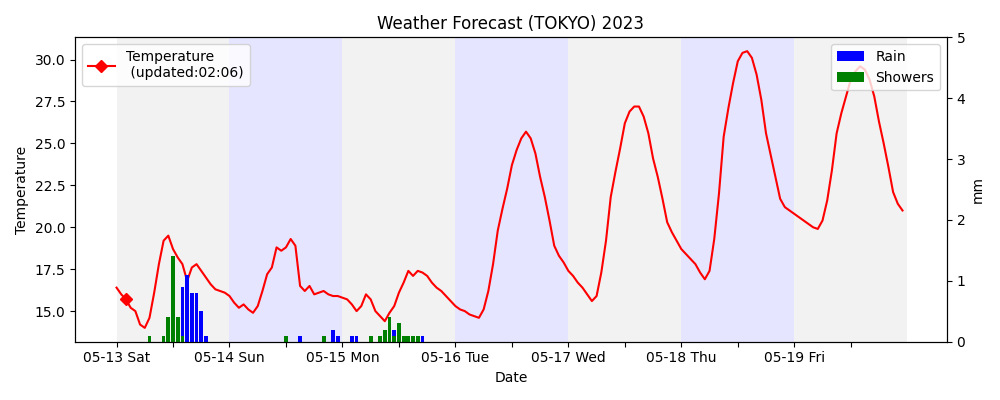 Weather Forecast (TOKYO) 2023
Temperature
(updated:02:06)
Rain
Showers
30.0
27.5
25.0
22.5
20.0
17.5
15.0
Temperature
5
4
3
2
1
0
mm
05-13 Sat
05-14 Sun
05-15 Mon
05-16 Tue
05-17 Wed
05-18 Thu
05-19 Fri
Date